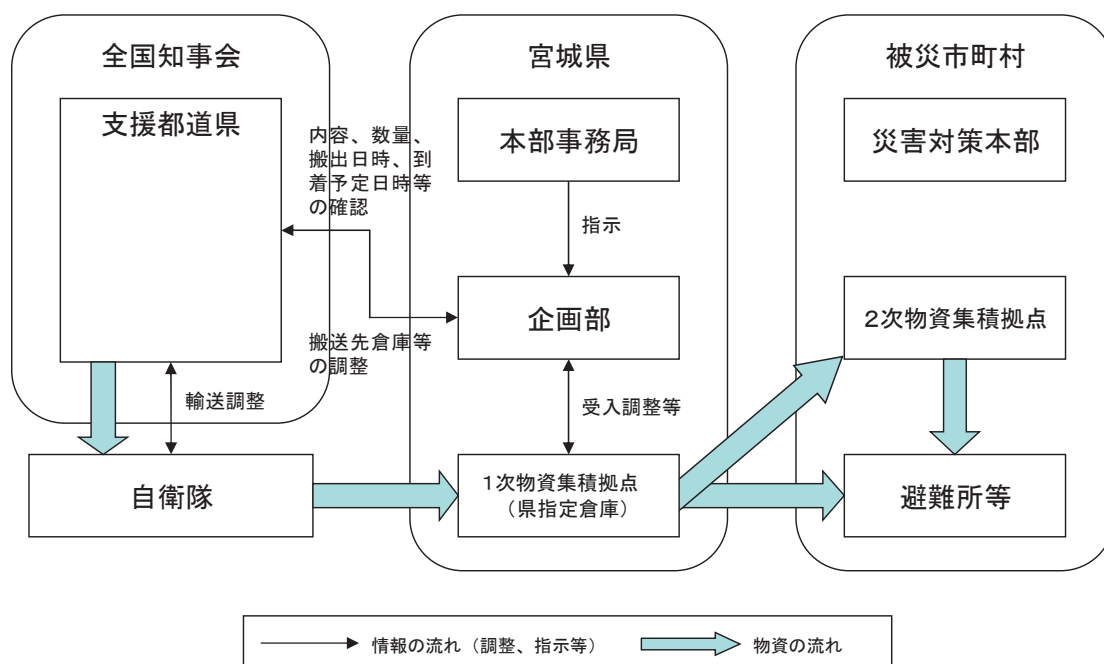 全国知事会
支援都道県
内容、数量、
搬出日時、到
着予定日時等
の確認
搬送先倉庫等
の調整
輸送調整
自衛隊
宮城県
本部事務局
指示
企画部
受入調整等
1次物資集積拠点
（県指定倉庫）
被災市町村
災害対策本部
2次物資集積拠点
避難所等
情報の流れ（調整、指示等）
物資の流れ